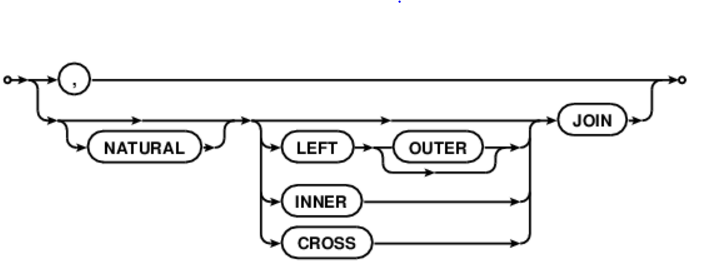 ,
JOIN
NATURAL
LEFT OUTER
INNER
CROSS